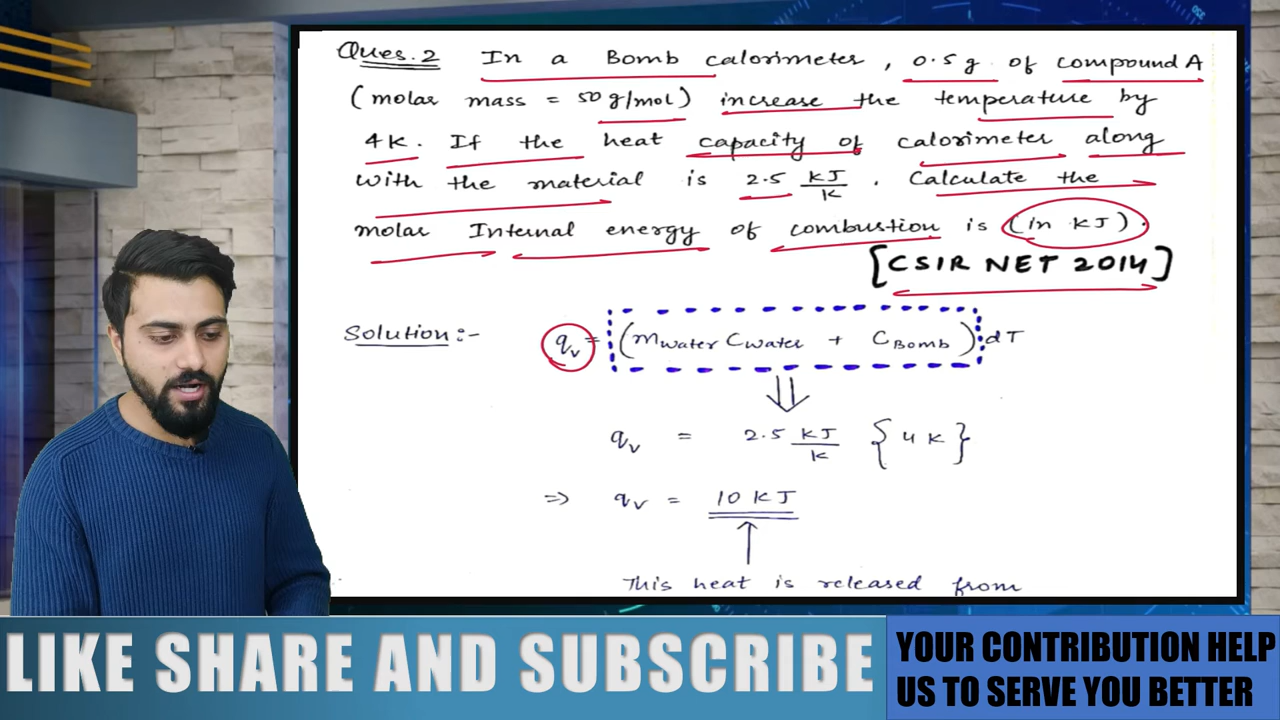 Ques.2 In a Bomb calorimeter, 0.5 g of compound A
(molar mass = 50 g/mol) increase the temperature by
4K. If the heat capacity of calorimeter along
with the material is 2.5 KJ/K. Calculate the
molar Internal energy of combustion is (in KJ).
[CSIR NET 2014]
Solution:- qv = (mwater Cwater + CBomb) dT
qv = 2.5 KJ/K {4K}
⇒ qv = 10 KJ
This heat is released from
LIKE SHARE AND SUBSCRIBE
YOUR CONTRIBUTION HELP
US TO SERVE YOU BETTER